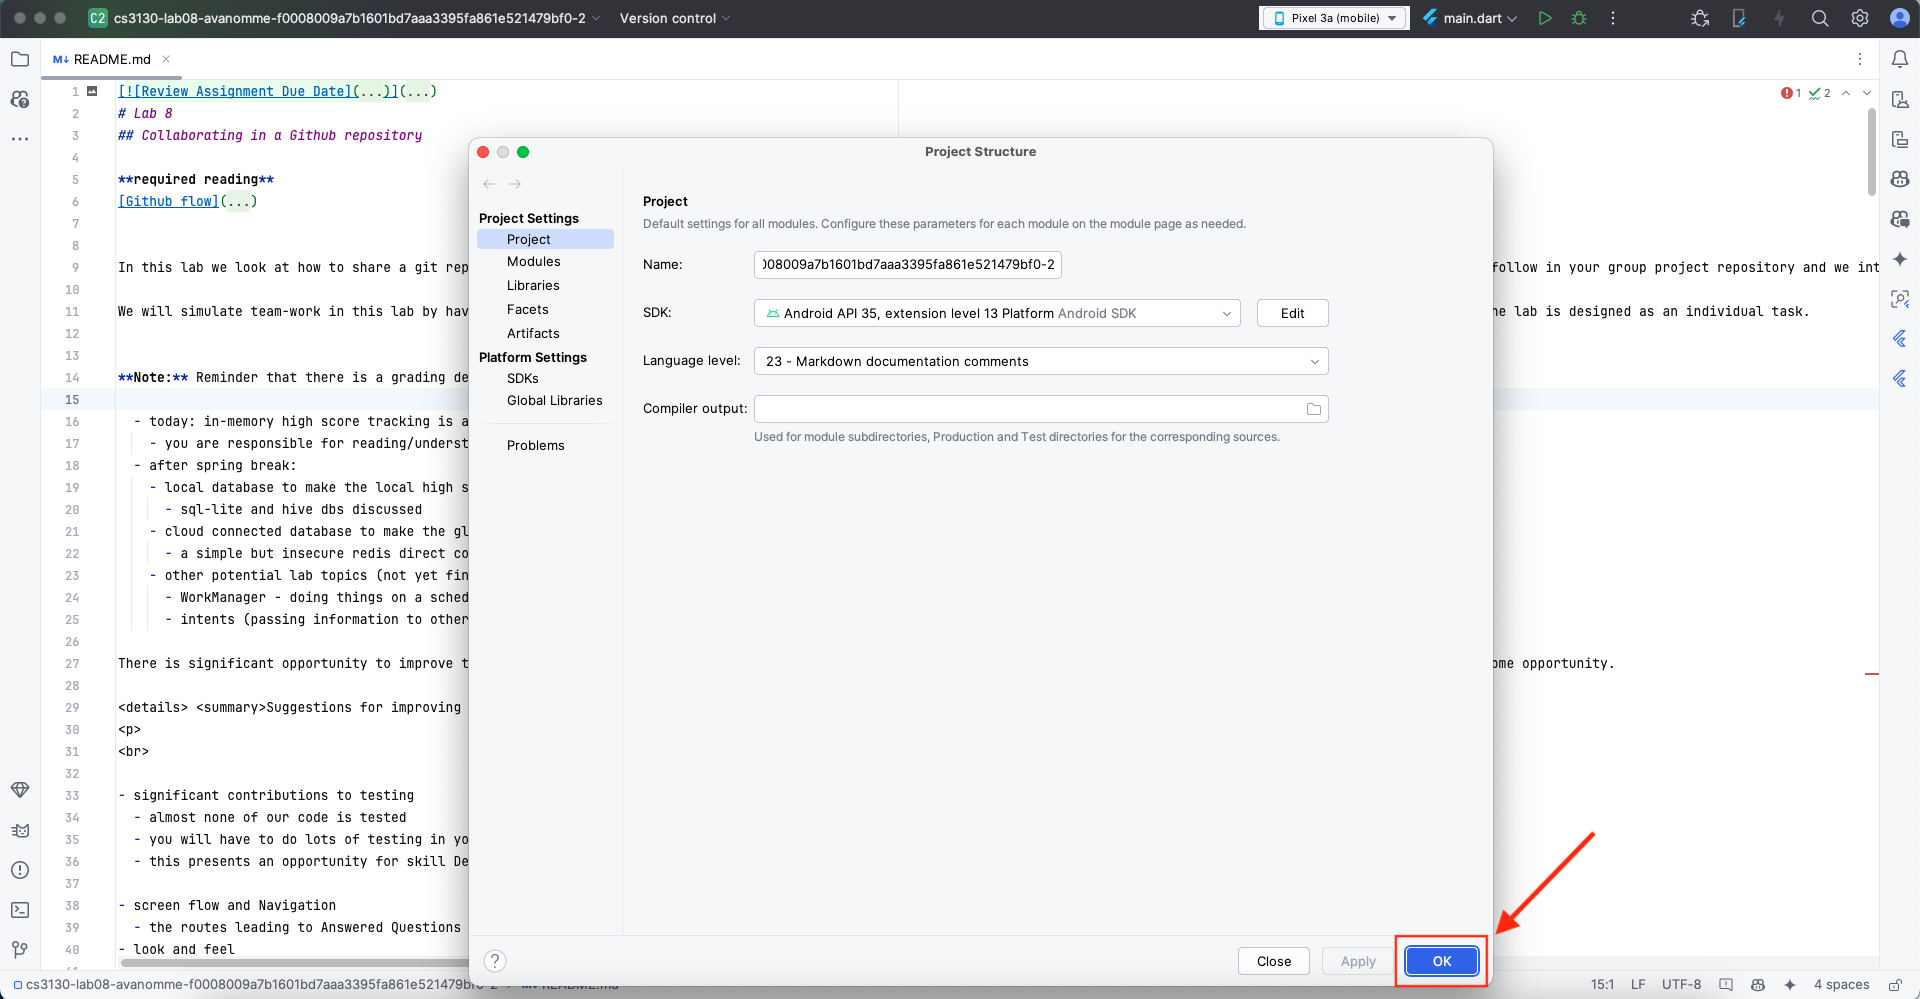 C2 cs3130-lab08-avanomme-f0008009a7b1601bd7aaa3395fa861e521479bf0-2 Version control Pixel 3a (mobile) main.dart
M↓ README.md
1 [![Review Assignment Due Date](...)](...)
2 # Lab 8
3 ## Collaborating in a Github repository
4
5 **required reading**
6 [Github flow](...)
7
8
9 In this lab we look at how to share a git rep
follow in your group project repository and we int
10
11 We will simulate team-work in this lab by hav
he lab is designed as an individual task.
12
13
14 **Note:** Reminder that there is a grading de
15
16 - today: in-memory high score tracking is a
17 - you are responsible for reading/underst
18 - after spring break:
19 - local database to make the local high s
20 - sql-lite and hive dbs discussed
21 - cloud connected database to make the gl
22 - a simple but insecure redis direct co
23 - other potential lab topics (not yet fin
24 - WorkManager - doing things on a sched
25 - intents (passing information to other
26
27 There is significant opportunity to improve t
ome opportunity.
28
29 <details> <summary>Suggestions for improving
30 <p>
31 <br>
32
33 - significant contributions to testing
34 - almost none of our code is tested
35 - you will have to do lots of testing in yo
36 - this presents an opportunity for skill De
37
38 - screen flow and Navigation
39 - the routes leading to Answered Questions
40 - look and feel
1 2
Project Structure
Project Settings
Project
Modules
Libraries
Facets
Artifacts
Platform Settings
SDKs
Global Libraries
Problems
Project
Default settings for all modules. Configure these parameters for each module on the module page as needed.
Name: 008009a7b1601bd7aaa3395fa861e521479bf0-2
SDK: Android API 35, extension level 13 Platform Android SDK Edit
Language level: 23 - Markdown documentation comments
Compiler output:
Used for module subdirectories, Production and Test directories for the corresponding sources.
? Close Apply OK
cs3130-lab08-avanomme-f0008009a7b1601bd7aaa3395fa861e521479bf0-2 README.md 15:1 LF UTF-8 4 spaces